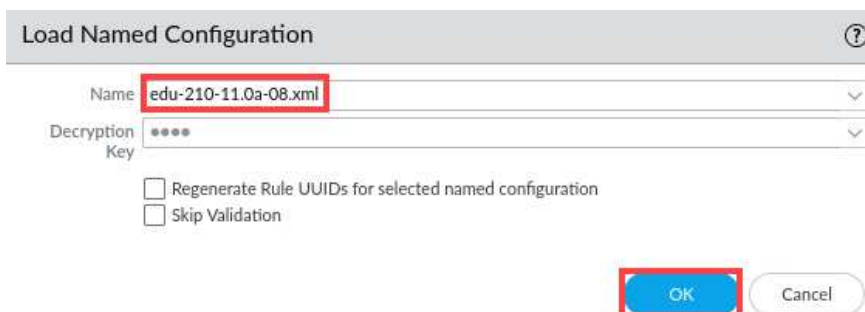 Load Named Configuration
Name edu-210-11.0a-08.xml
Decryption ••••
Key
Regenerate Rule UUIDs for selected named configuration
Skip Validation
OK Cancel